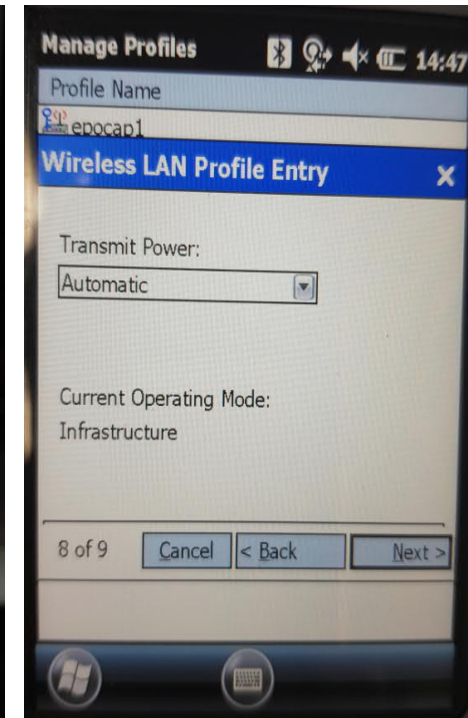 Manage Profiles 14:47
Profile Name
epocap1
Wireless LAN Profile Entry X
Transmit Power:
Automatic
Current Operating Mode:
Infrastructure
8 of 9 Cancel < Back Next >